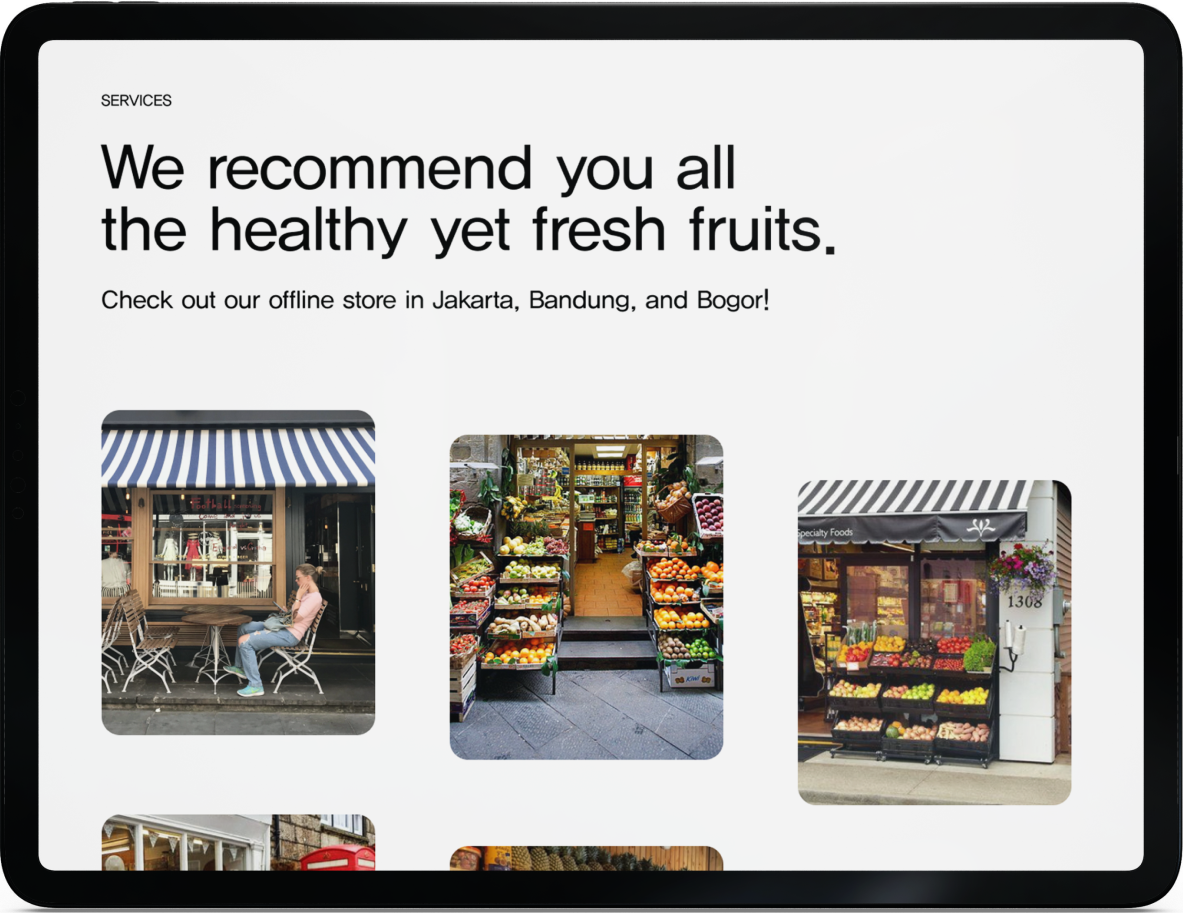 SERVICES
We recommend you all
the healthy yet fresh fruits.
Check out our offline store in Jakarta, Bandung, and Bogor!
Specialty Foods
1308
Kiwi